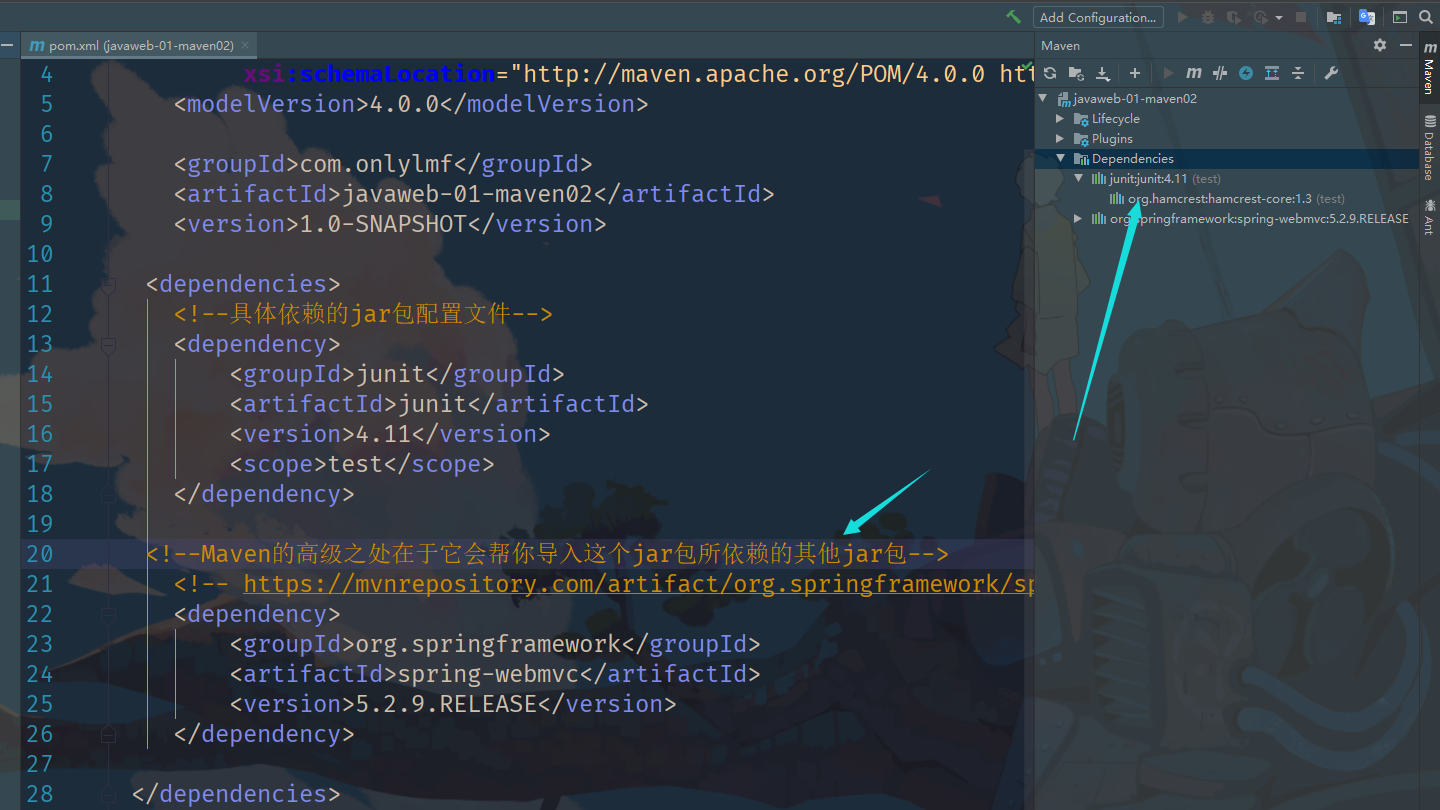 Add Configuration...
m pom.xml (javaweb-01-maven02)
Maven
4 xsi:schemaLocation="http://maven.apache.org/POM/4.0.0
5 <modelVersion>4.0.0</modelVersion>
6
7 <groupId>com.onlylmf</groupId>
8 <artifactId>javaweb-01-maven02</artifactId>
9 <version>1.0-SNAPSHOT</version>
10
11 <dependencies>
12 <!--具体依赖的jar包配置文件-->
13 <dependency>
14 <groupId>junit</groupId>
15 <artifactId>junit</artifactId>
16 <version>4.11</version>
17 <scope>test</scope>
18 </dependency>
19
20 <!--Maven的高级之处在于它会帮你导入这个jar包所依赖的其他jar包-->
21 <!-- https://mvnrepository.com/artifact/org.springframework/sp
22 <dependency>
23 <groupId>org.springframework</groupId>
24 <artifactId>spring-webmvc</artifactId>
25 <version>5.2.9.RELEASE</version>
26 </dependency>
27
28 </dependencies>
m
javaweb-01-maven02
Lifecycle
Plugins
Dependencies
junit:junit:4.11 (test)
org.hamcrest:hamcrest-core:1.3 (test)
org.springframework:spring-webmvc:5.2.9.RELEASE
m Maven
Database
Ant